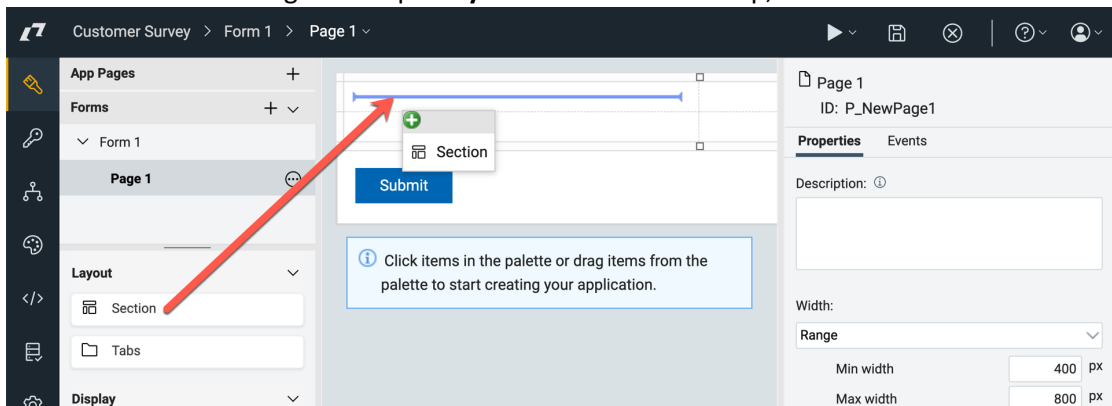 Customer Survey > Form 1 > Page 1
App Pages
Forms
Form 1
Page 1
Layout
Section
Tabs
Display
Section
Submit
Click items in the palette or drag items from the
palette to start creating your application.
Page 1
ID: P_NewPage1
Properties Events
Description:
Width:
Range
Min width 400 px
Max width 800 px